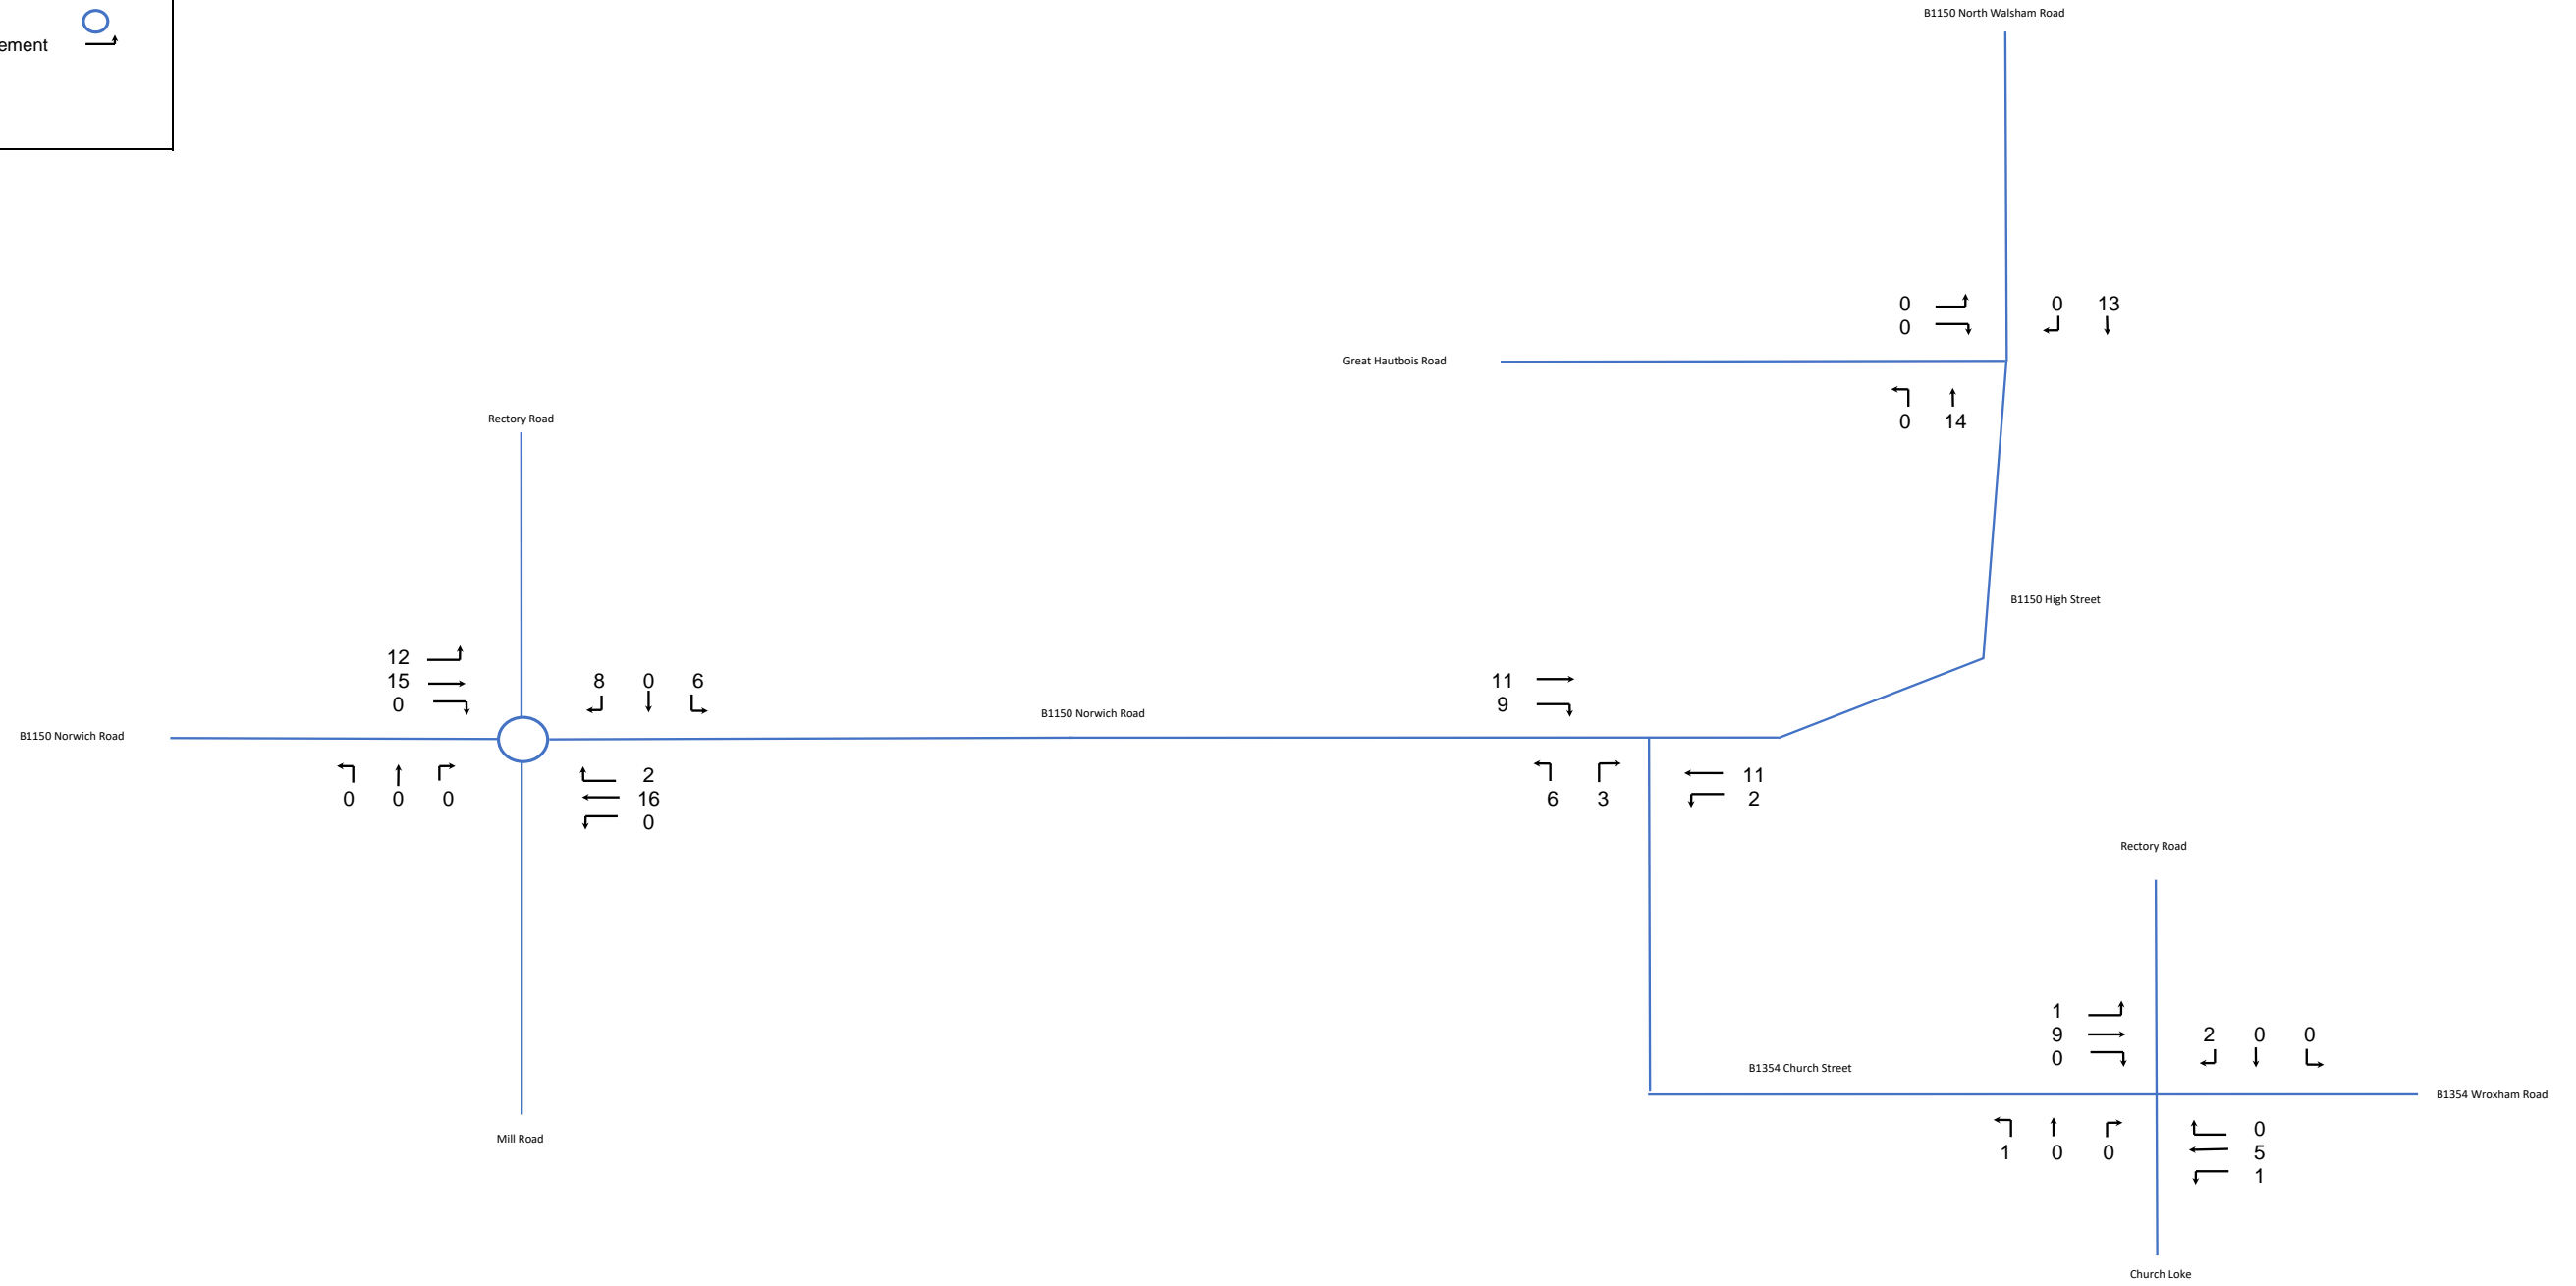 ement
B1150 North Walsham Road
0 0 13
0
Great Hautbois Road
0 14
Rectory Road
B1150 High Street
12
15 8 0 6
0
11
9
B1150 Norwich Road
B1150 Norwich Road
0 0 0
2
16
0
6 3
11
2
Rectory Road
1
9 2 0 0
0
B1354 Church Street
B1354 Wroxham Road
Mill Road
1 0 0
0
5
1
Church Loke